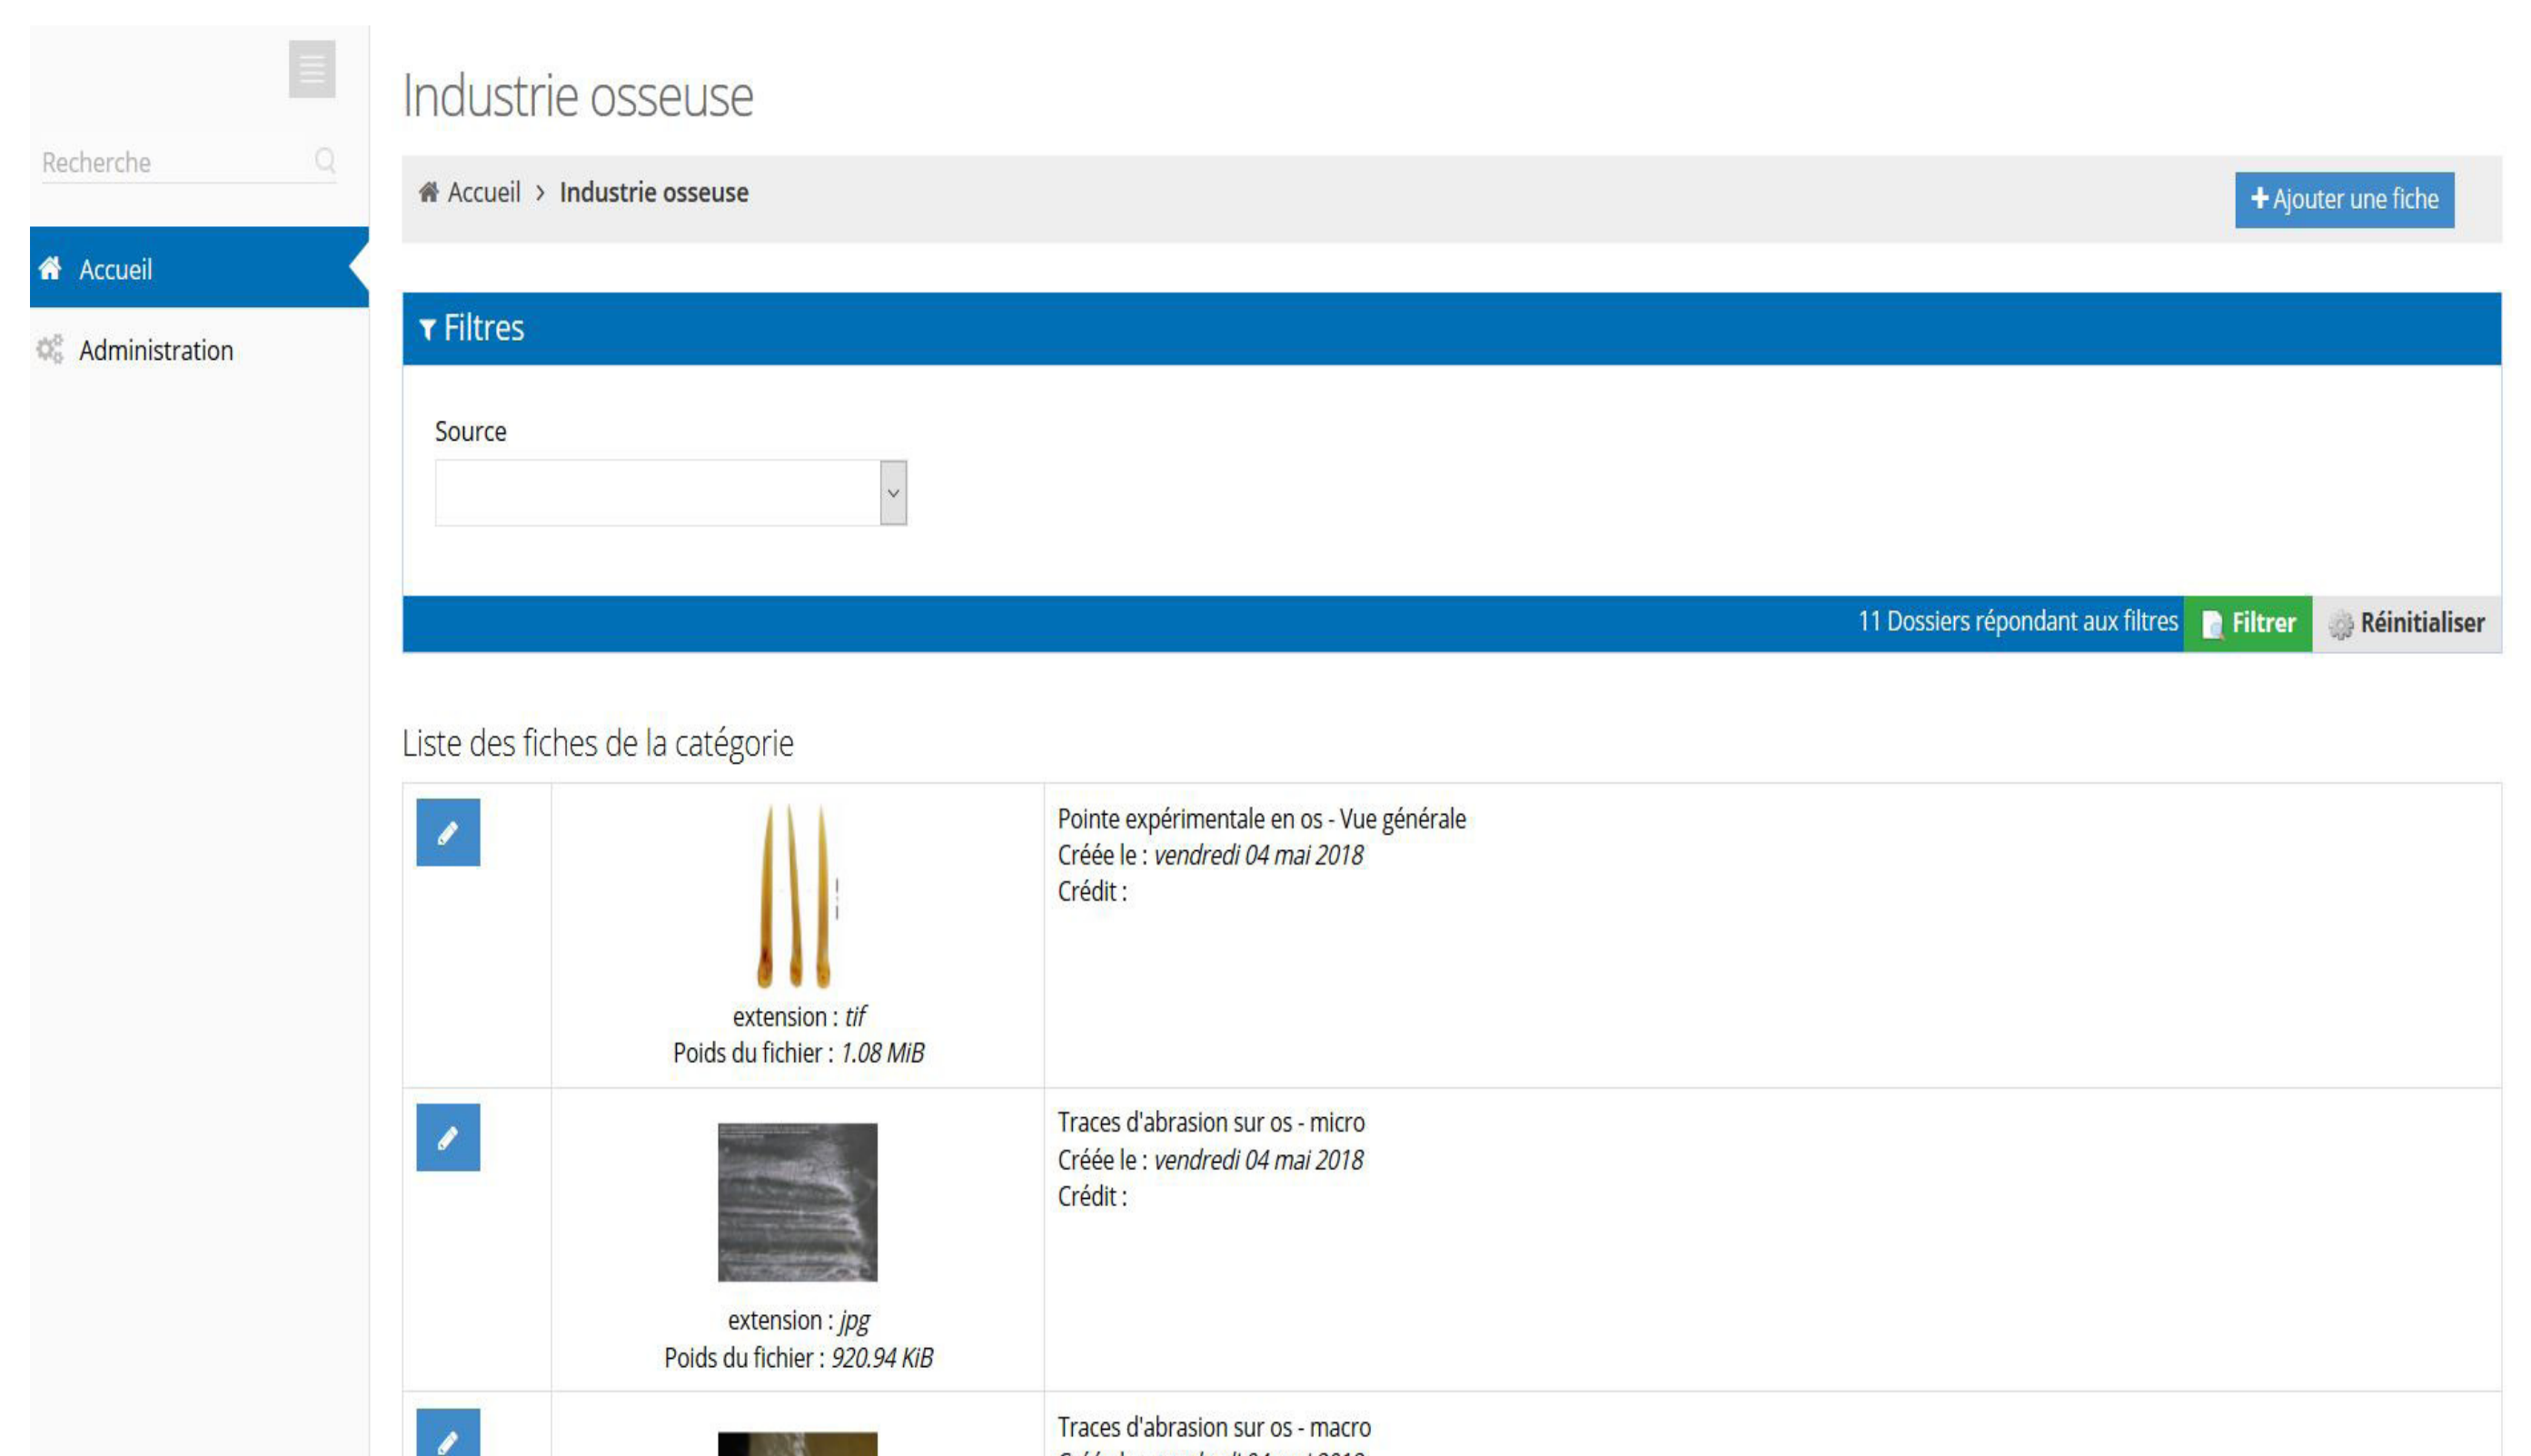 Industrie osseuse
Recherche
Accueil > Industrie osseuse
+ Ajouter une fiche
Accueil
Administration
Filtres
Source
11 Dossiers répondant aux filtres Filtrer Réinitialiser
Liste des fiches de la catégorie
Pointe expérimentale en os - Vue générale
Créée le : vendredi 04 mai 2018
Crédit :
extension : tif
Poids du fichier : 1.08 MiB
Traces d'abrasion sur os - micro
Créée le : vendredi 04 mai 2018
Crédit :
extension : jpg
Poids du fichier : 920.94 KiB
Traces d'abrasion sur os - macro